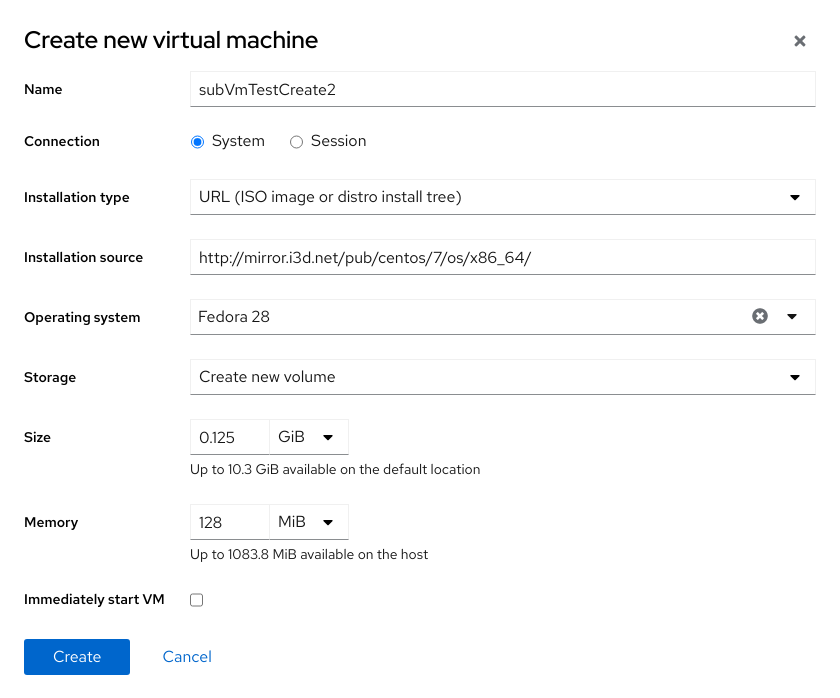 Create new virtual machine
Name subVmTestCreate2
Connection System Session
Installation type URL (ISO image or distro install tree)
Installation source http://mirror.i3d.net/pub/centos/7/os/x86_64/
Operating system Fedora 28
Storage Create new volume
Size 0.125 GiB
Up to 10.3 GiB available on the default location
Memory 128 MiB
Up to 1083.8 MiB available on the host
Immediately start VM
Create Cancel